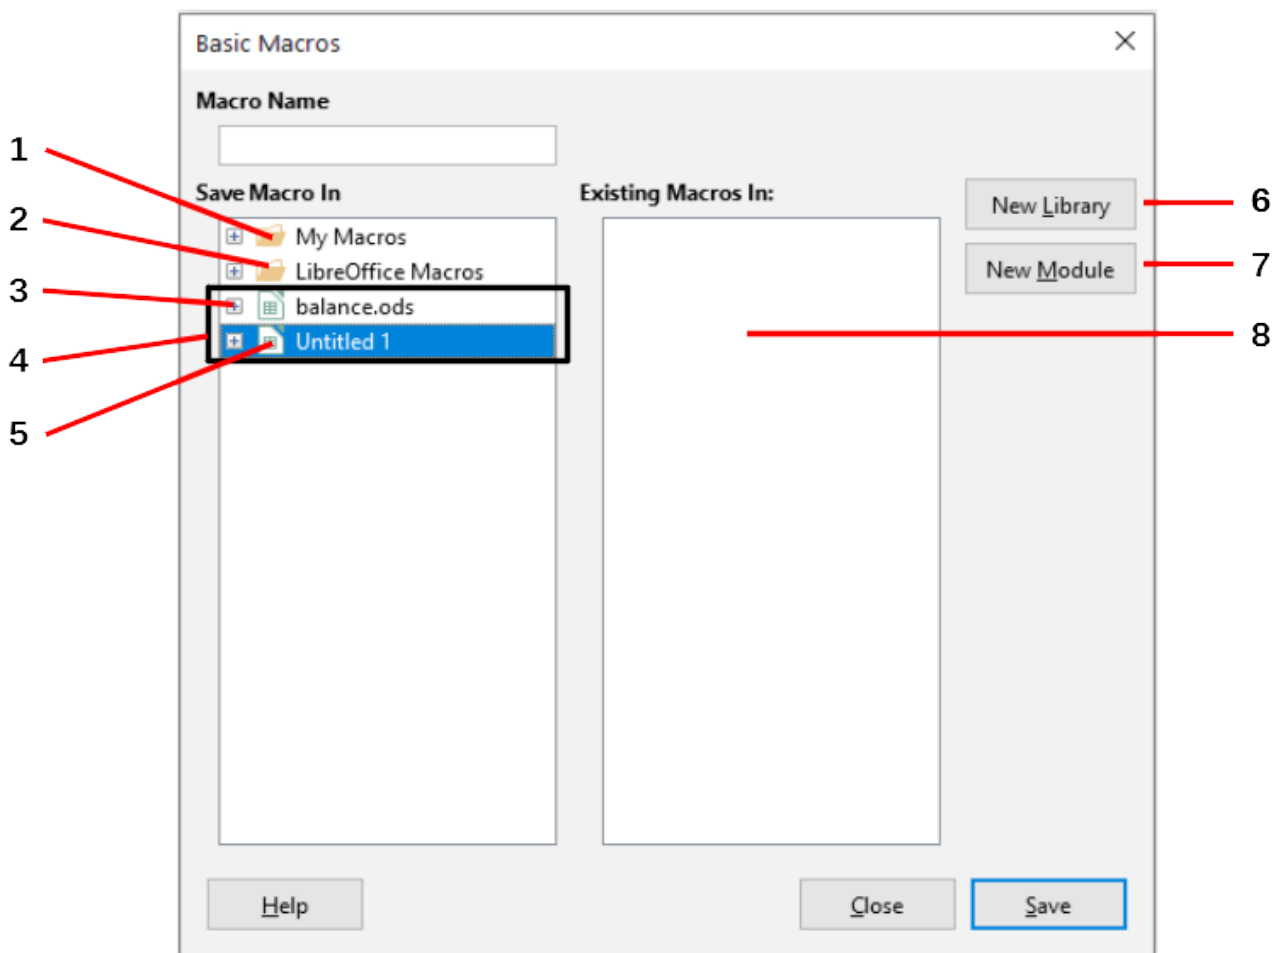 Basic Macros
Macro Name
1
Save Macro In
Existing Macros In:
New Library
6
2
My Macros
LibreOffice Macros
New Module
7
3
balance.ods
4
Untitled 1
8
5
Help
Close
Save